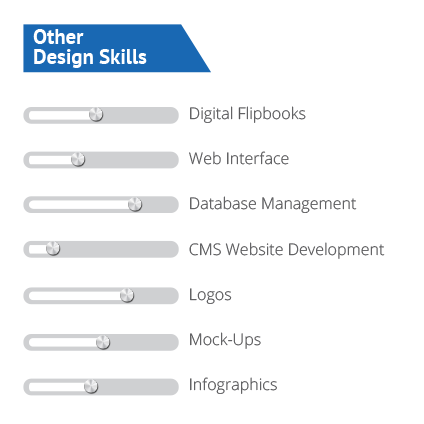 Other
Design Skills
Digital Flipbooks
Web Interface
Database Management
CMS Website Development
Logos
Mock-Ups
Infographics